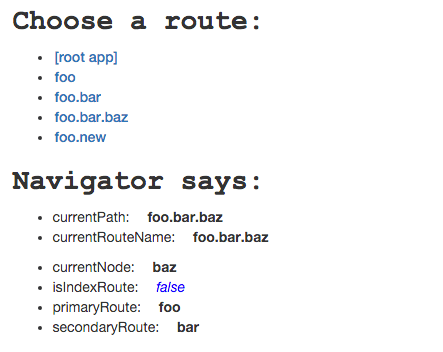 Choose a route:
[root app]
foo
foo.bar
foo.bar.baz
foo.new
Navigator says:
currentPath: foo.bar.baz
currentRouteName: foo.bar.baz
currentNode: baz
isIndexRoute: false
primaryRoute: foo
secondaryRoute: bar